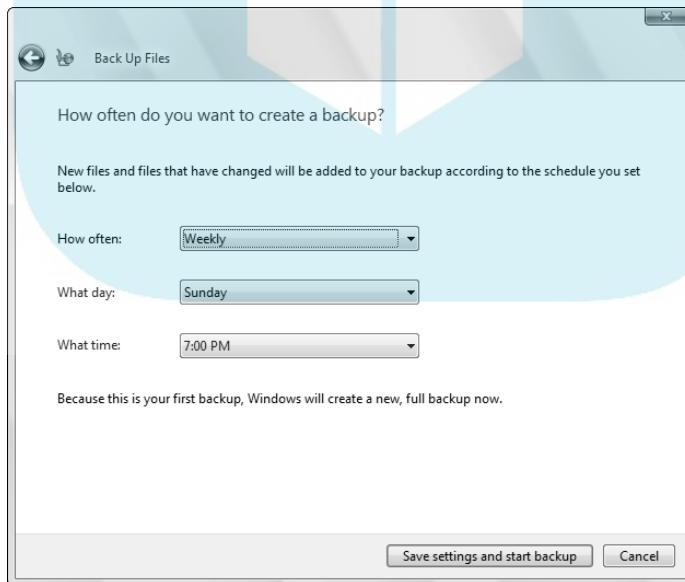 Back Up Files
How often do you want to create a backup?
New files and files that have changed will be added to your backup according to the schedule you set
below.
How often: Weekly
What day: Sunday
What time: 7:00 PM
Because this is your first backup, Windows will create a new, full backup now.
Save settings and start backup Cancel